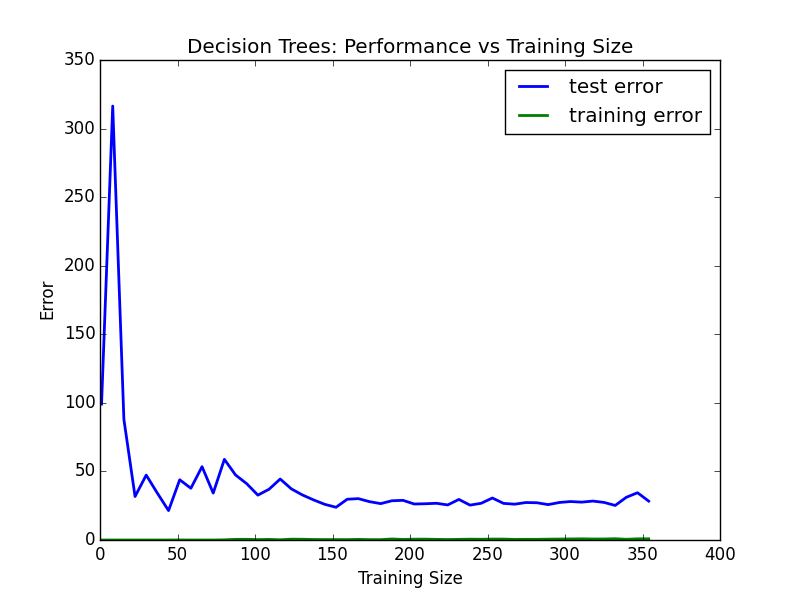 Decision Trees: Performance vs Training Size
350
300
250
200
150
100
50
0
Error
test error
training error
0 50 100 150 200 250 300 350 400
Training Size